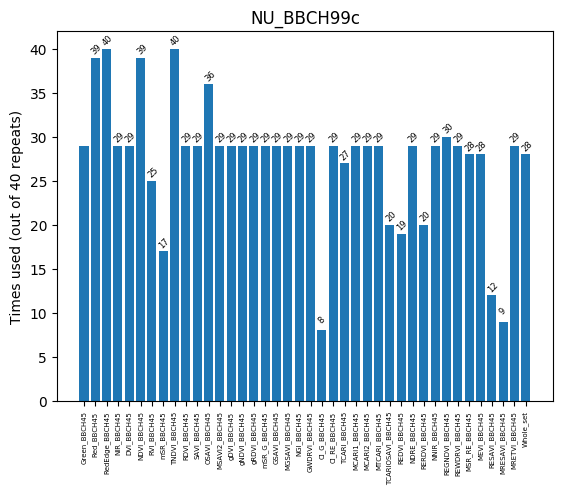 NU_BBCH99c
Times used (out of 40 repeats)
40
35
30
25
20
15
10
5
0
39
40
29
29
39
25
17
40
29
29
36
29
29
29
29
29
29
29
29
29
8
29
27
29
29
29
20
19
29
20
29
30
29
28
28
12
9
29
28
Green_BBCH45
Red_BBCH45
RedEdge_BBCH45
NIR_BBCH45
DVI_BBCH45
NDVI_BBCH45
RVI_BBCH45
mSR_BBCH45
TNDVI_BBCH45
RDVI_BBCH45
SAVI_BBCH45
OSAVI_BBCH45
MSAVI2_BBCH45
gDVI_BBCH45
gNDVI_BBCH45
gRDVI_BBCH45
mSR_G_BBCH45
GSAVI_BBCH45
MGSAVI_BBCH45
NGI_BBCH45
GWDRVI_BBCH45
CI_G_BBCH45
CI_RE_BBCH45
TCARI_BBCH45
MCARI1_BBCH45
MCARI2_BBCH45
MTCARI_BBCH45
TCARIOSAVI_BBCH45
REDVI_BBCH45
NDRE_BBCH45
RERDVI_BBCH45
NNIR_BBCH45
REGNDVI_BBCH45
REWDRVI_BBCH45
MSR_RE_BBCH45
MEVI_BBCH45
RESAVI_BBCH45
MRESAVI_BBCH45
MRETVI_BBCH45
Whole_set